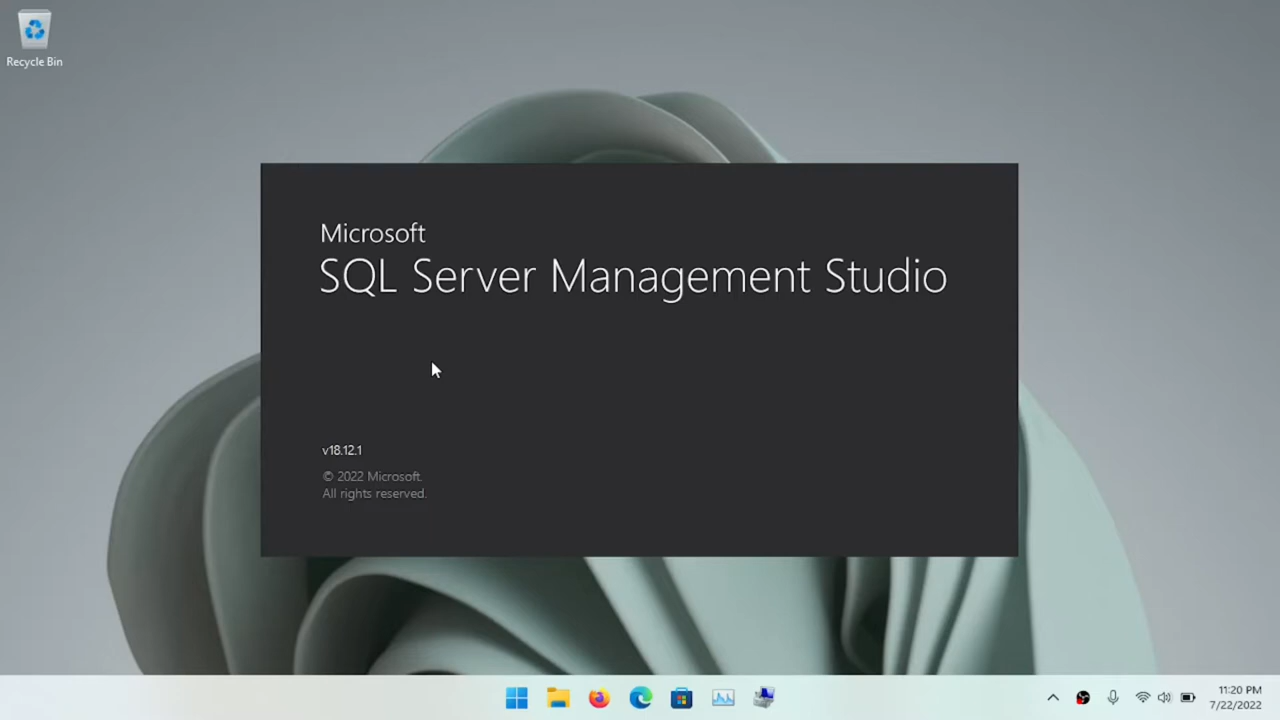 Recycle Bin
Microsoft
SQL Server Management Studio
v18.12.1
© 2022 Microsoft.
All rights reserved.
11:20 PM
7/22/2022